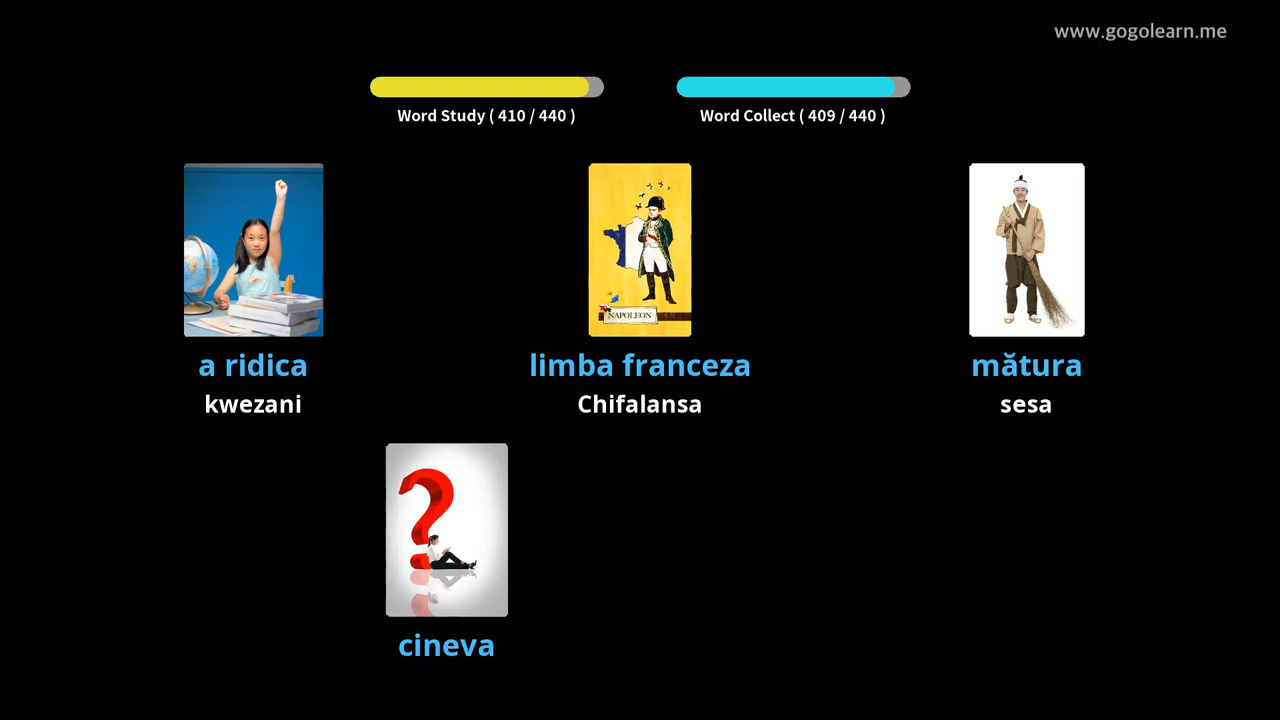 www.gogolearn.me
Word Study ( 410 / 440 )
Word Collect ( 409 / 440 )
NAPOLEON
a ridica
limba franceza
mătura
kwezani
Chifalansa
sesa
cineva